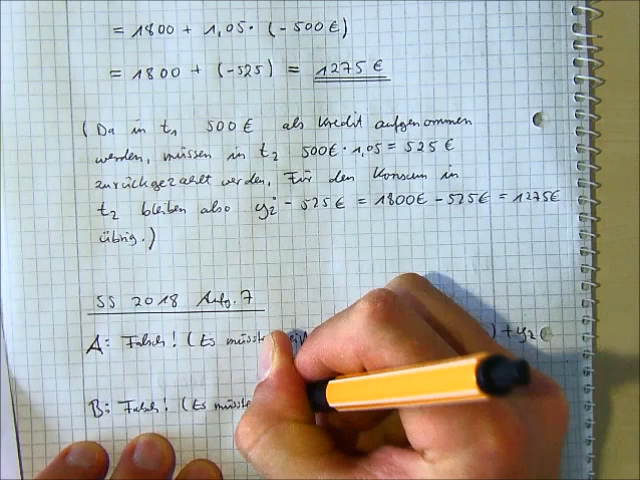 = 1800 + 1,05 · (-500€)
= 1800 + (-525) = 1275 €
(Da in t₁ 500 € als Kredit aufgenommen
werden, müssen in t₂ 500€ · 1,05 = 525 €
zurückgezahlt werden. Für den Konsum in
t₂ bleiben also y₂ - 525€ = 1800€ - 525€ = 1275€
übrig.)
SS 2018 Aufg. 7
A: Falsch! (Es müsste ) + y₂
B: Falsch! (Es müsste